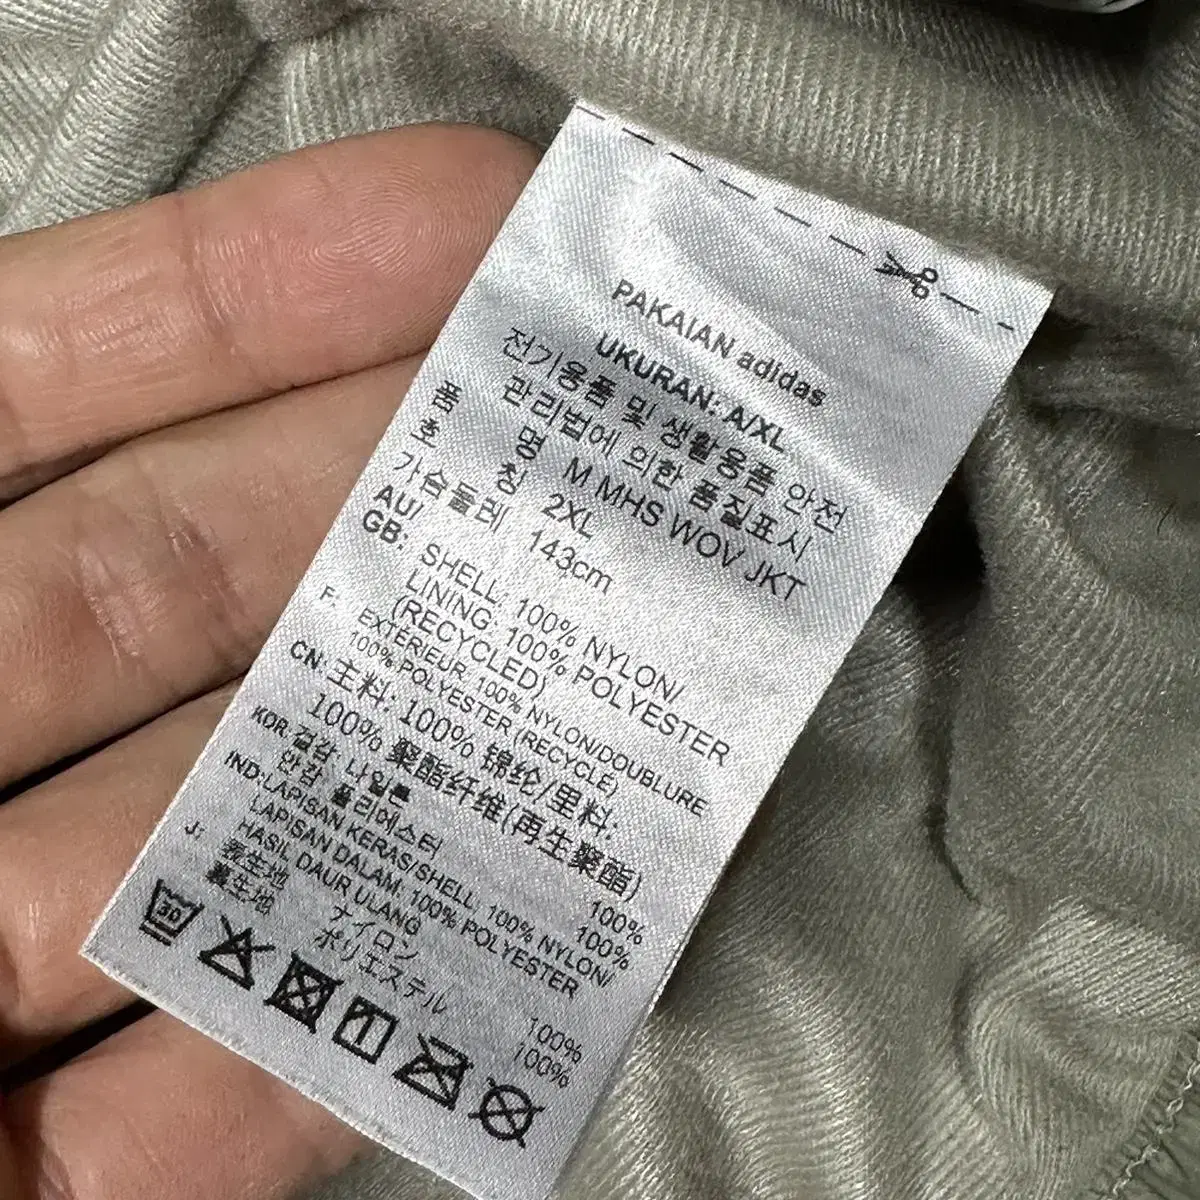 PAKAIAN adidas
UKURAN: A/XL
전기용품 및 생활용품 안전
관리법에 의한 품질표시
품 명 M MHS WOV JKT
호 칭 2XL
가슴둘레 143cm
AU/
GB: SHELL: 100% NYLON/
LINING: 100% POLYESTER
(RECYCLED)
F: EXTÉRIEUR: 100% NYLON/DOUBLURE
100% POLYESTER (RECYCLE)
CN: 主料: 100% 锦纶/里料:
100% 聚酯纤维(再生聚酯)
KOR 겉감: 나일론 100%
안감: 폴리에스터 100%
IND: LAPISAN KERAS/SHELL: 100% NYLON/
LAPISAN DALAM: 100% POLYESTER
HASIL DAUR ULANG
J: 表生地 ナイロン 100%
裏生地 ポリエステル 100%
30